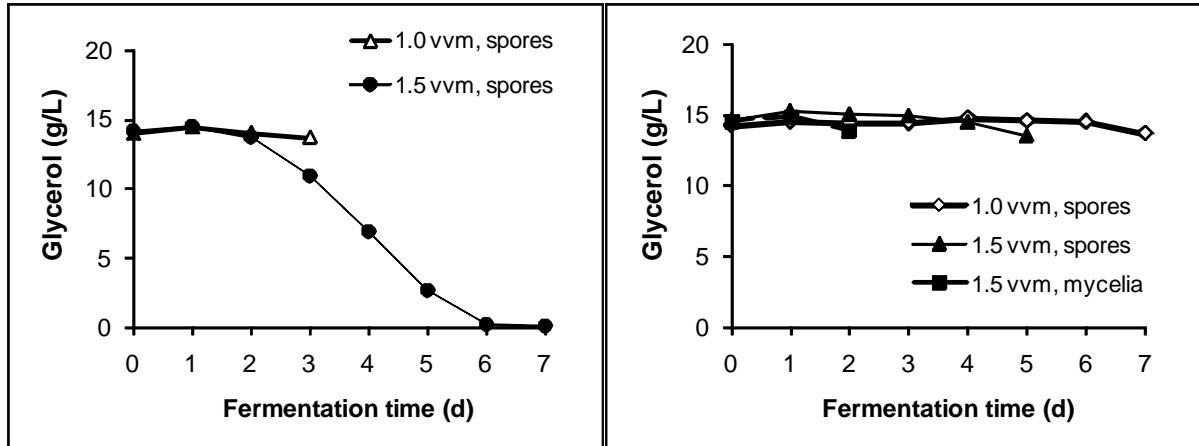 1.0 vvm, spores
1.5 vvm, spores
Glycerol (g/L)
20
15
10
5
0
0 1 2 3 4 5 6 7
Fermentation time (d)
Glycerol (g/L)
20
15
10
5
0
1.0 vvm, spores
1.5 vvm, spores
1.5 vvm, mycelia
0 1 2 3 4 5 6 7
Fermentation time (d)